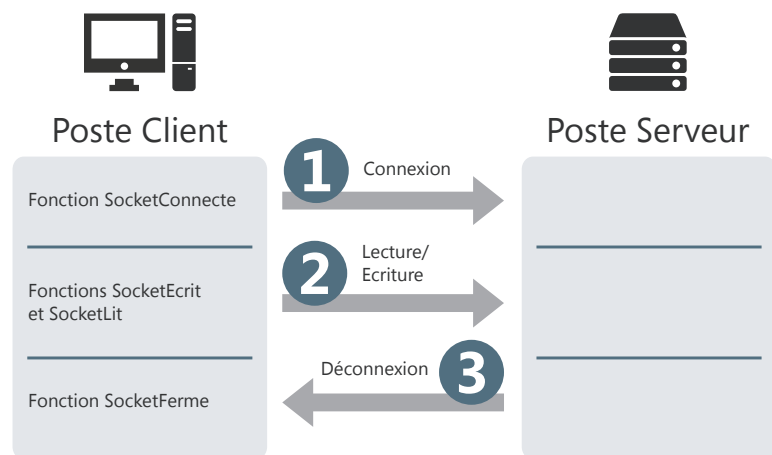 Poste Client
Poste Serveur
1
Connexion
Fonction SocketConnecte
2
Lecture/
Ecriture
Fonctions SocketEcrit
et SocketLit
Déconnexion
3
Fonction SocketFerme